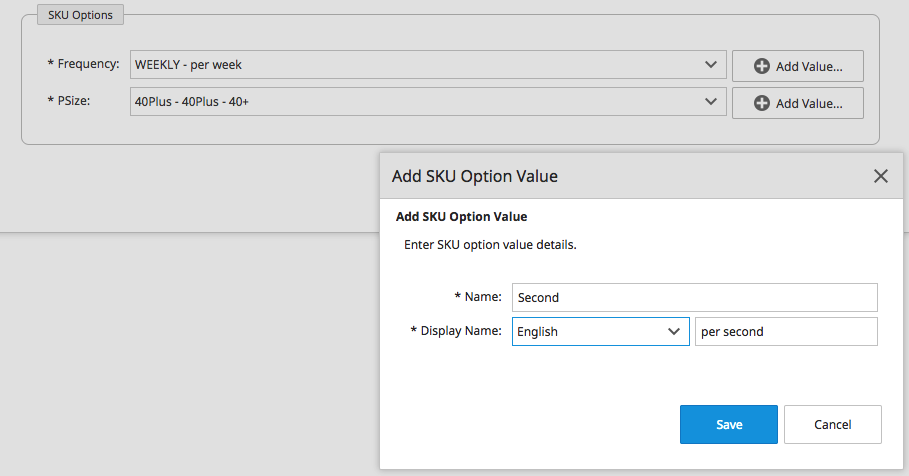 SKU Options
* Frequency: WEEKLY - per week Add Value...
* PSize: 40Plus - 40Plus - 40+ Add Value...
Add SKU Option Value
Add SKU Option Value
Enter SKU option value details.
* Name: Second
* Display Name: English per second
Save Cancel